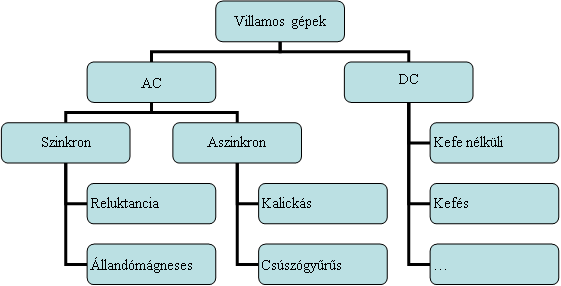 Villamos gépek
AC
DC
Szinkron
Aszinkron
Kefe nélküli
Reluktancia
Kalickás
Kefés
Állandómágneses
Csúszógyűrűs
…